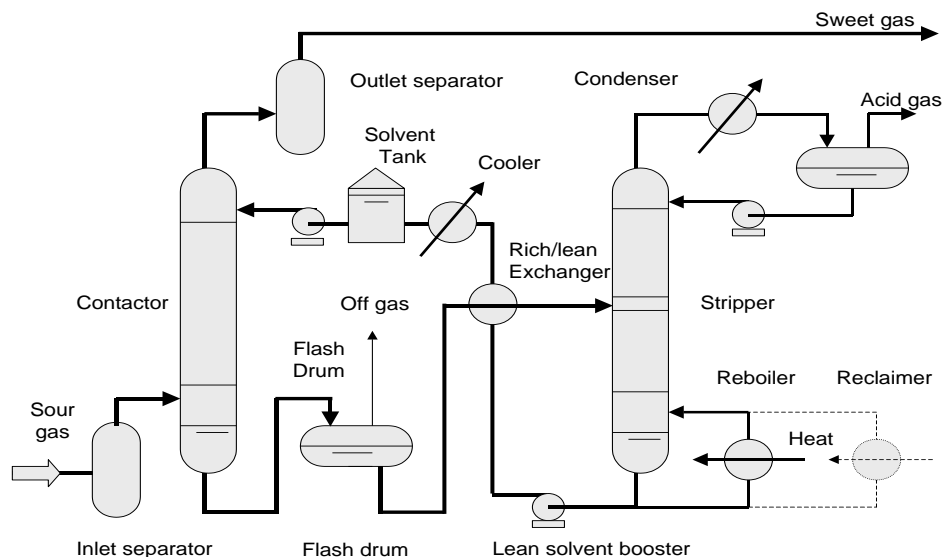 Sweet gas
Condenser
Outlet separator
Acid gas
Solvent
Tank
Cooler
Rich/lean
Exchanger
Contactor
Off gas
Stripper
Flash
Drum
Reboiler
Reclaimer
Sour
gas
Heat
Inlet separator
Flash drum
Lean solvent booster